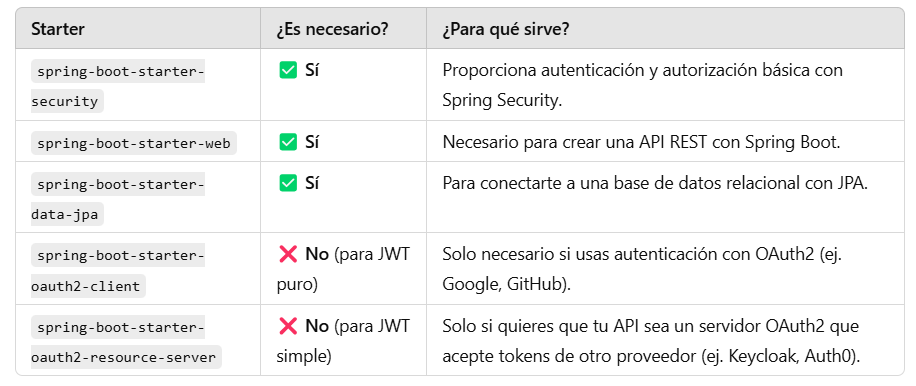 Starter ¿Es necesario? ¿Para qué sirve?
spring-boot-starter-
security
✅ Sí
Proporciona autenticación y autorización básica con
Spring Security.
spring-boot-starter-web
✅ Sí
Necesario para crear una API REST con Spring Boot.
spring-boot-starter-
data-jpa
✅ Sí
Para conectarte a una base de datos relacional con JPA.
spring-boot-starter-
oauth2-client
❌ No (para JWT
puro)
Solo necesario si usas autenticación con OAuth2 (ej.
Google, GitHub).
spring-boot-starter-
oauth2-resource-server
❌ No (para JWT
simple)
Solo si quieres que tu API sea un servidor OAuth2 que
acepte tokens de otro proveedor (ej. Keycloak, Auth0).